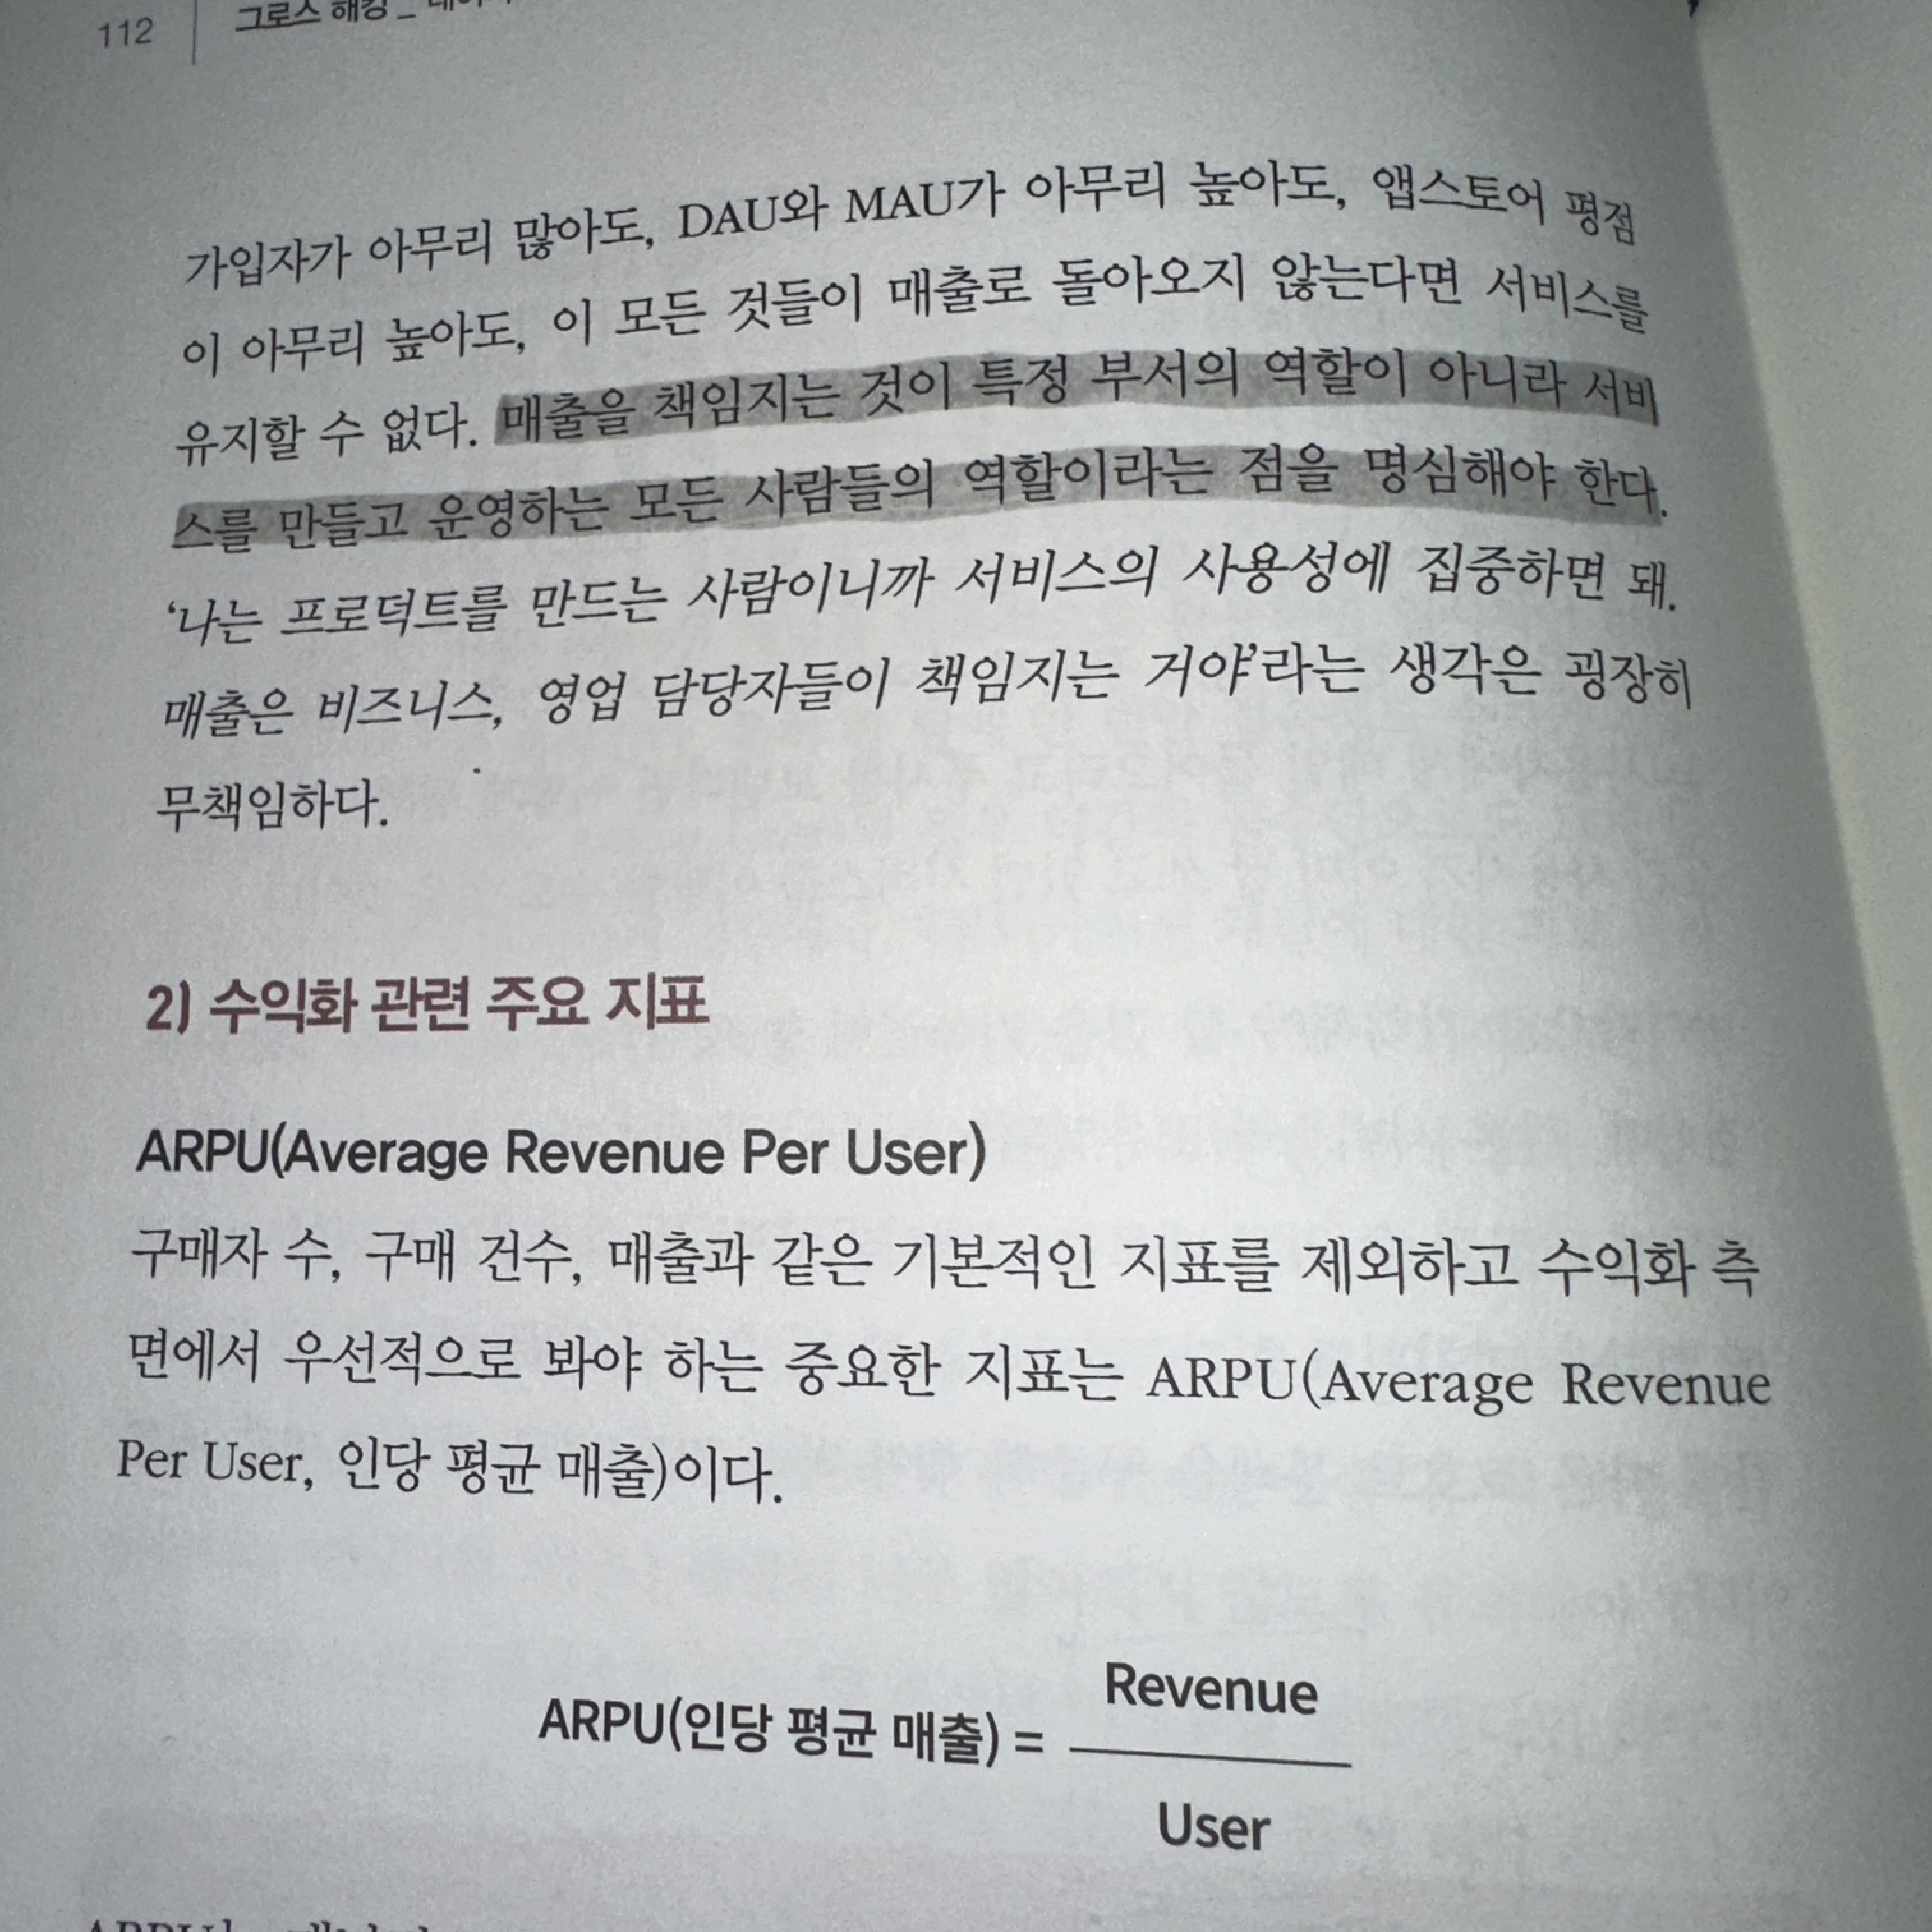 112
그로스 해킹 _
가입자가 아무리 많아도, DAU와 MAU가 아무리 높아도, 앱스토어 평점
이 아무리 높아도, 이 모든 것들이 매출로 돌아오지 않는다면 서비스를
유지할 수 없다. 매출을 책임지는 것이 특정 부서의 역할이 아니라 서비
스를 만들고 운영하는 모든 사람들의 역할이라는 점을 명심해야 한다.
‘나는 프로덕트를 만드는 사람이니까 서비스의 사용성에 집중하면 돼.
매출은 비즈니스, 영업 담당자들이 책임지는 거야’라는 생각은 굉장히
무책임하다.
2) 수익화 관련 주요 지표
ARPU(Average Revenue Per User)
구매자 수, 구매 건수, 매출과 같은 기본적인 지표를 제외하고 수익화 측
면에서 우선적으로 봐야 하는 중요한 지표는 ARPU(Average Revenue
Per User, 인당 평균 매출)이다.
Revenue
ARPU(인당 평균 매출) =
User